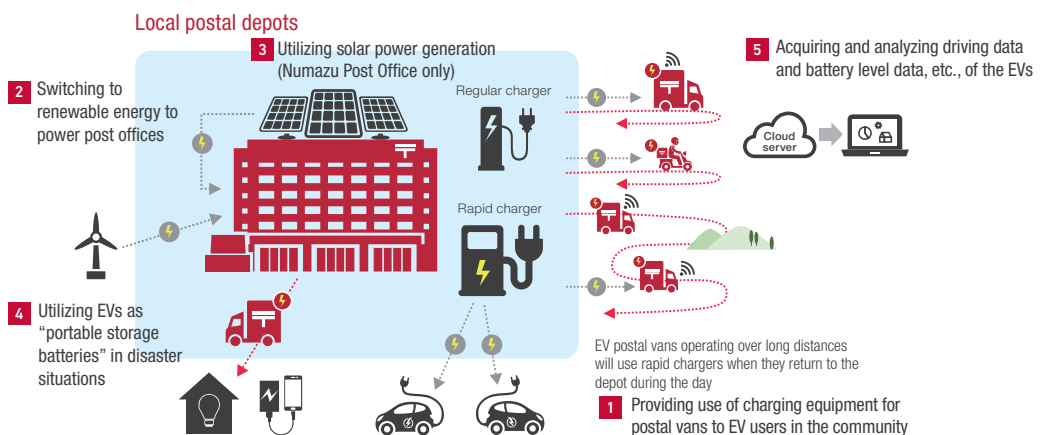 Local postal depots
3 Utilizing solar power generation
(Numazu Post Office only)
2 Switching to
renewable energy to
power post offices
Regular charger
5 Acquiring and analyzing driving data
and battery level data, etc., of the EVs
Cloud
server
Rapid charger
4 Utilizing EVs as
“portable storage
batteries” in disaster
situations
EV postal vans operating over long distances
will use rapid chargers when they return to the
depot during the day
1 Providing use of charging equipment for
postal vans to EV users in the community